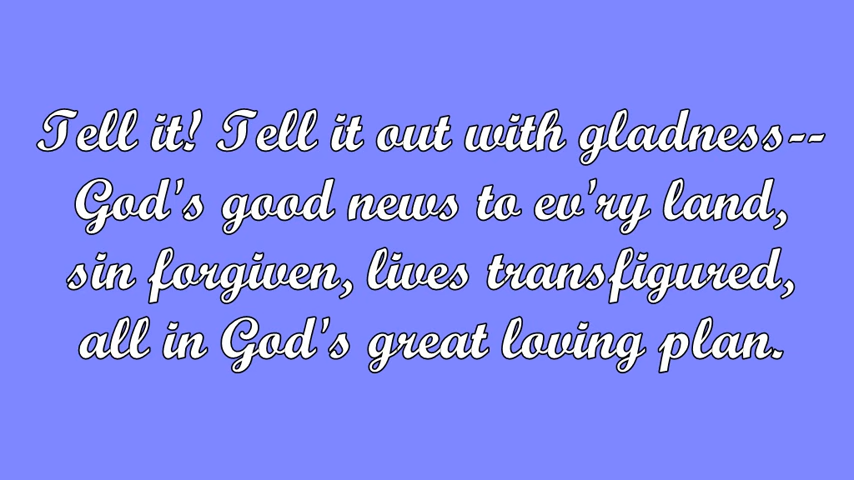 Tell it! Tell it out with gladness--
God's good news to ev'ry land,
sin forgiven, lives transfigured,
all in God's great loving plan.